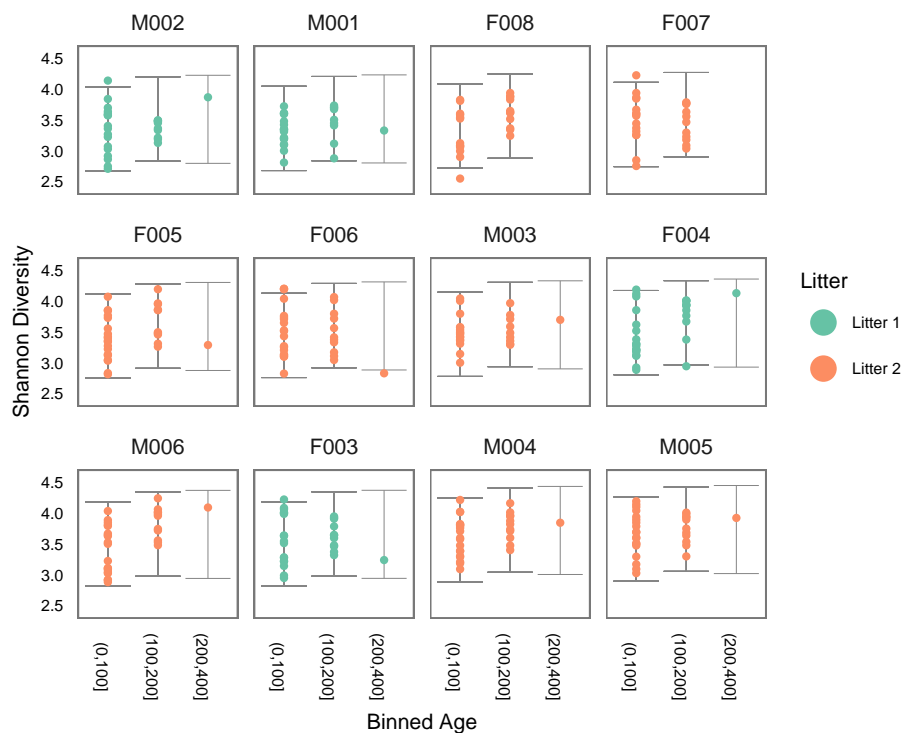 M002 M001 F008 F007
4.5
4.0
3.5
3.0
2.5
F005 F006 M003 F004
4.5
4.0
3.5
3.0
2.5
M006 F003 M004 M005
4.5
4.0
3.5
3.0
2.5
Shannon Diversity
(0,100] (100,200] (200,400] (0,100] (100,200] (200,400] (0,100] (100,200] (200,400] (0,100] (100,200] (200,400]
Binned Age
Litter
Litter 1
Litter 2